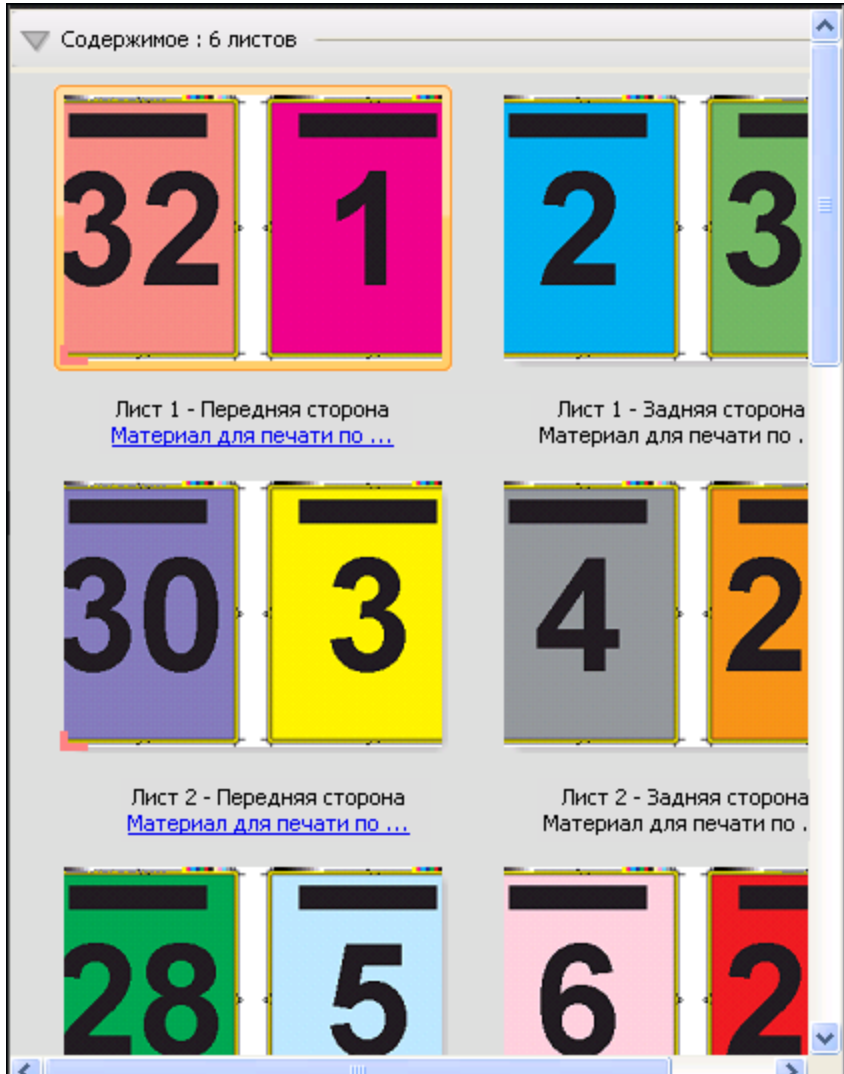 Содержимое : 6 листов
32 1 2 3
Лист 1 - Передняя сторона
Материал для печати по ...
Лист 1 - Задняя сторона
Материал для печати по .
30 3 4 2
Лист 2 - Передняя сторона
Материал для печати по ...
Лист 2 - Задняя сторона
Материал для печати по .
28 5 6 2